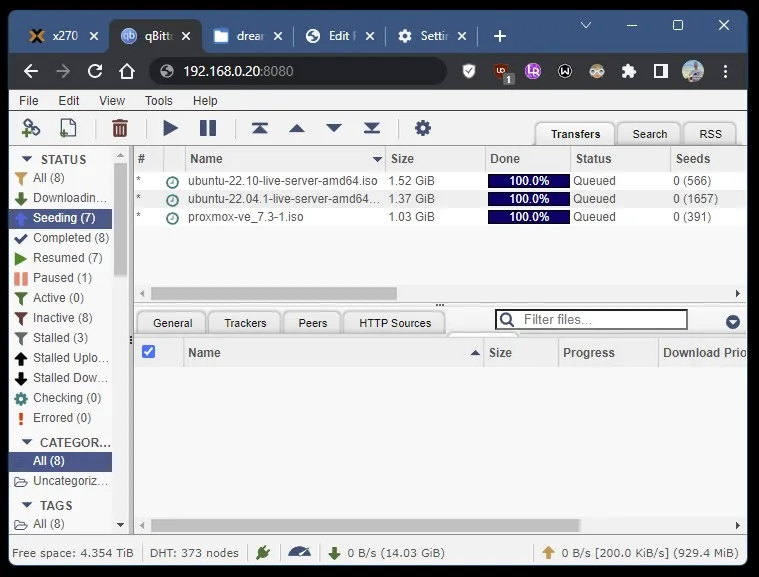 x270
qBitto
drear
Edit F
Settin
192.168.0.20:8080
1
File Edit View Tools Help
Transfers Search RSS
STATUS
All (8)
Downloadin...
Seeding (7)
Completed (8)
Resumed (7)
Paused (1)
Active (0)
Inactive (8)
Stalled (3)
Stalled Uplo...
Stalled Dow...
Checking (0)
Errored (0)
CATEGOR...
All (8)
Uncategoriz...
TAGS
All (8)
# Name Size Done Status Seeds
* ubuntu-22.10-live-server-amd64.iso 1.52 GiB 100.0% Queued 0 (566)
* ubuntu-22.04.1-live-server-amd64... 1.37 GiB 100.0% Queued 0 (1657)
* proxmox-ve_7.3-1.iso 1.03 GiB 100.0% Queued 0 (391)
General Trackers Peers HTTP Sources Filter files...
Name Size Progress Download Prio
Free space: 4.354 TiB DHT: 373 nodes 0 B/s (14.03 GiB) 0 B/s [200.0 KiB/s] (929.4 MiB)